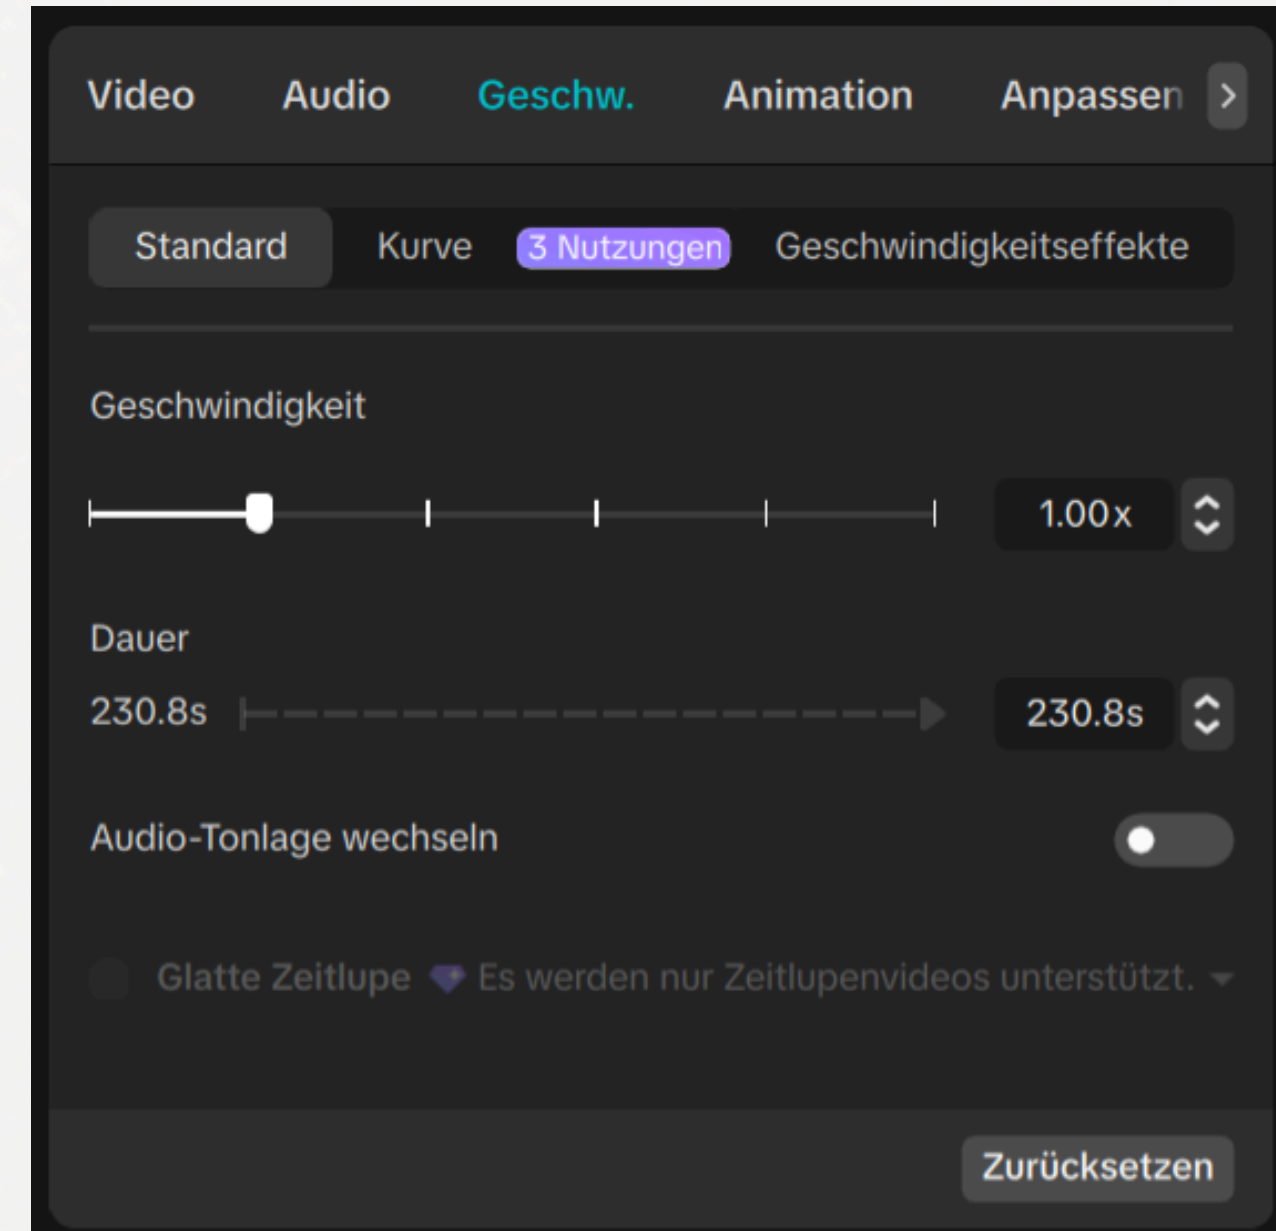 Video Audio Geschw. Animation Anpassen
Standard Kurve 3 Nutzungen Geschwindigkeitseffekte
Geschwindigkeit
1.00x
Dauer
230.8s 230.8s
Audio-Tonlage wechseln
Glatte Zeitlupe Es werden nur Zeitlupenvideos unterstützt.
Zurücksetzen